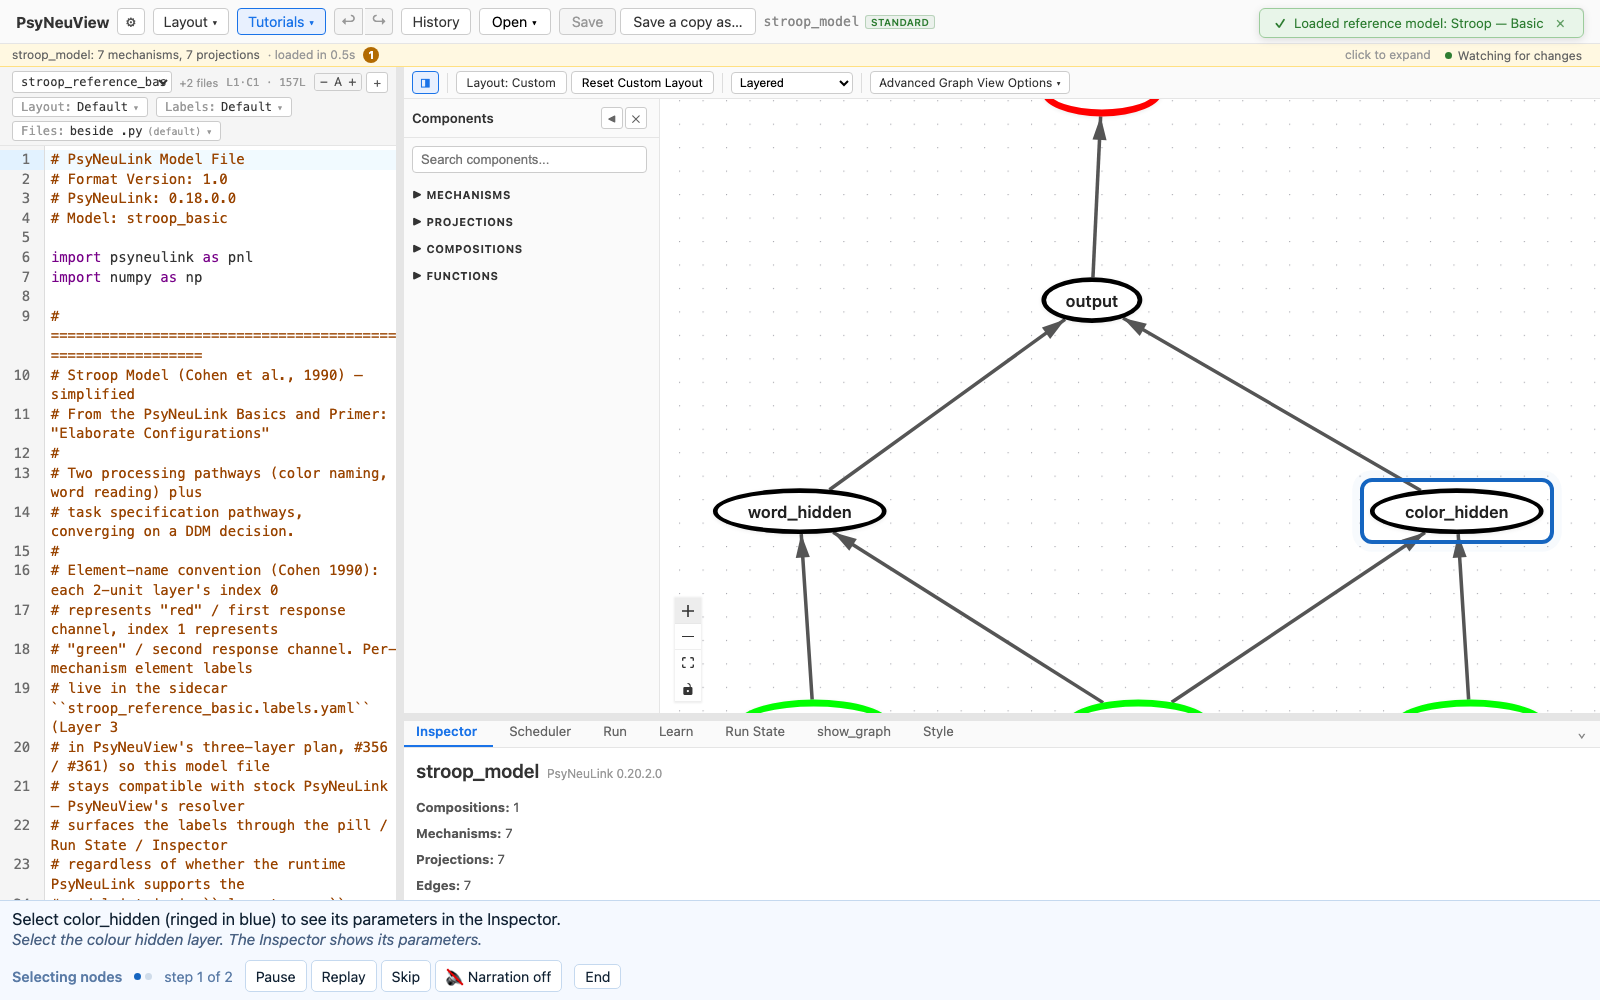 PsyNeuView
Layout
Tutorials
History
Open
Save
Save a copy as...
stroop_model STANDARD
✓ Loaded reference model: Stroop — Basic ×
stroop_model: 7 mechanisms, 7 projections · loaded in 0.5s 1
click to expand
Watching for changes
stroop_reference_bas
+2 files
L1:C1 · 157L
− A +
+
Layout: Default
Labels: Default
Files: beside .py (default)
Layout: Custom
Reset Custom Layout
Layered
Advanced Graph View Options
1 # PsyNeuLink Model File
2 # Format Version: 1.0
3 # PsyNeuLink: 0.18.0.0
4 # Model: stroop_basic
5
6 import psyneulink as pnl
7 import numpy as np
8
9 #
=========================================
==================
10 # Stroop Model (Cohen et al., 1990) —
simplified
11 # From the PsyNeuLink Basics and Primer:
"Elaborate Configurations"
12 #
13 # Two processing pathways (color naming,
word reading) plus
14 # task specification pathways,
converging on a DDM decision.
15 #
16 # Element-name convention (Cohen 1990):
each 2-unit layer's index 0
17 # represents "red" / first response
channel, index 1 represents
18 # "green" / second response channel. Per-
mechanism element labels
19 # live in the sidecar
``stroop_reference_basic.labels.yaml``
(Layer 3
20 # in PsyNeuView's three-layer plan, #356
/ #361) so this model file
21 # stays compatible with stock PsyNeuLink
— PsyNeuView's resolver
22 # surfaces the labels through the pill /
Run State / Inspector
23 # regardless of whether the runtime
PsyNeuLink supports the
Components
Search components...
MECHANISMS
PROJECTIONS
COMPOSITIONS
FUNCTIONS
output
word_hidden
color_hidden
Inspector
Scheduler
Run
Learn
Run State
show_graph
Style
stroop_model PsyNeuLink 0.20.2.0
Compositions: 1
Mechanisms: 7
Projections: 7
Edges: 7
Select color_hidden (ringed in blue) to see its parameters in the Inspector.
Select the colour hidden layer. The Inspector shows its parameters.
Selecting nodes
step 1 of 2
Pause
Replay
Skip
Narration off
End